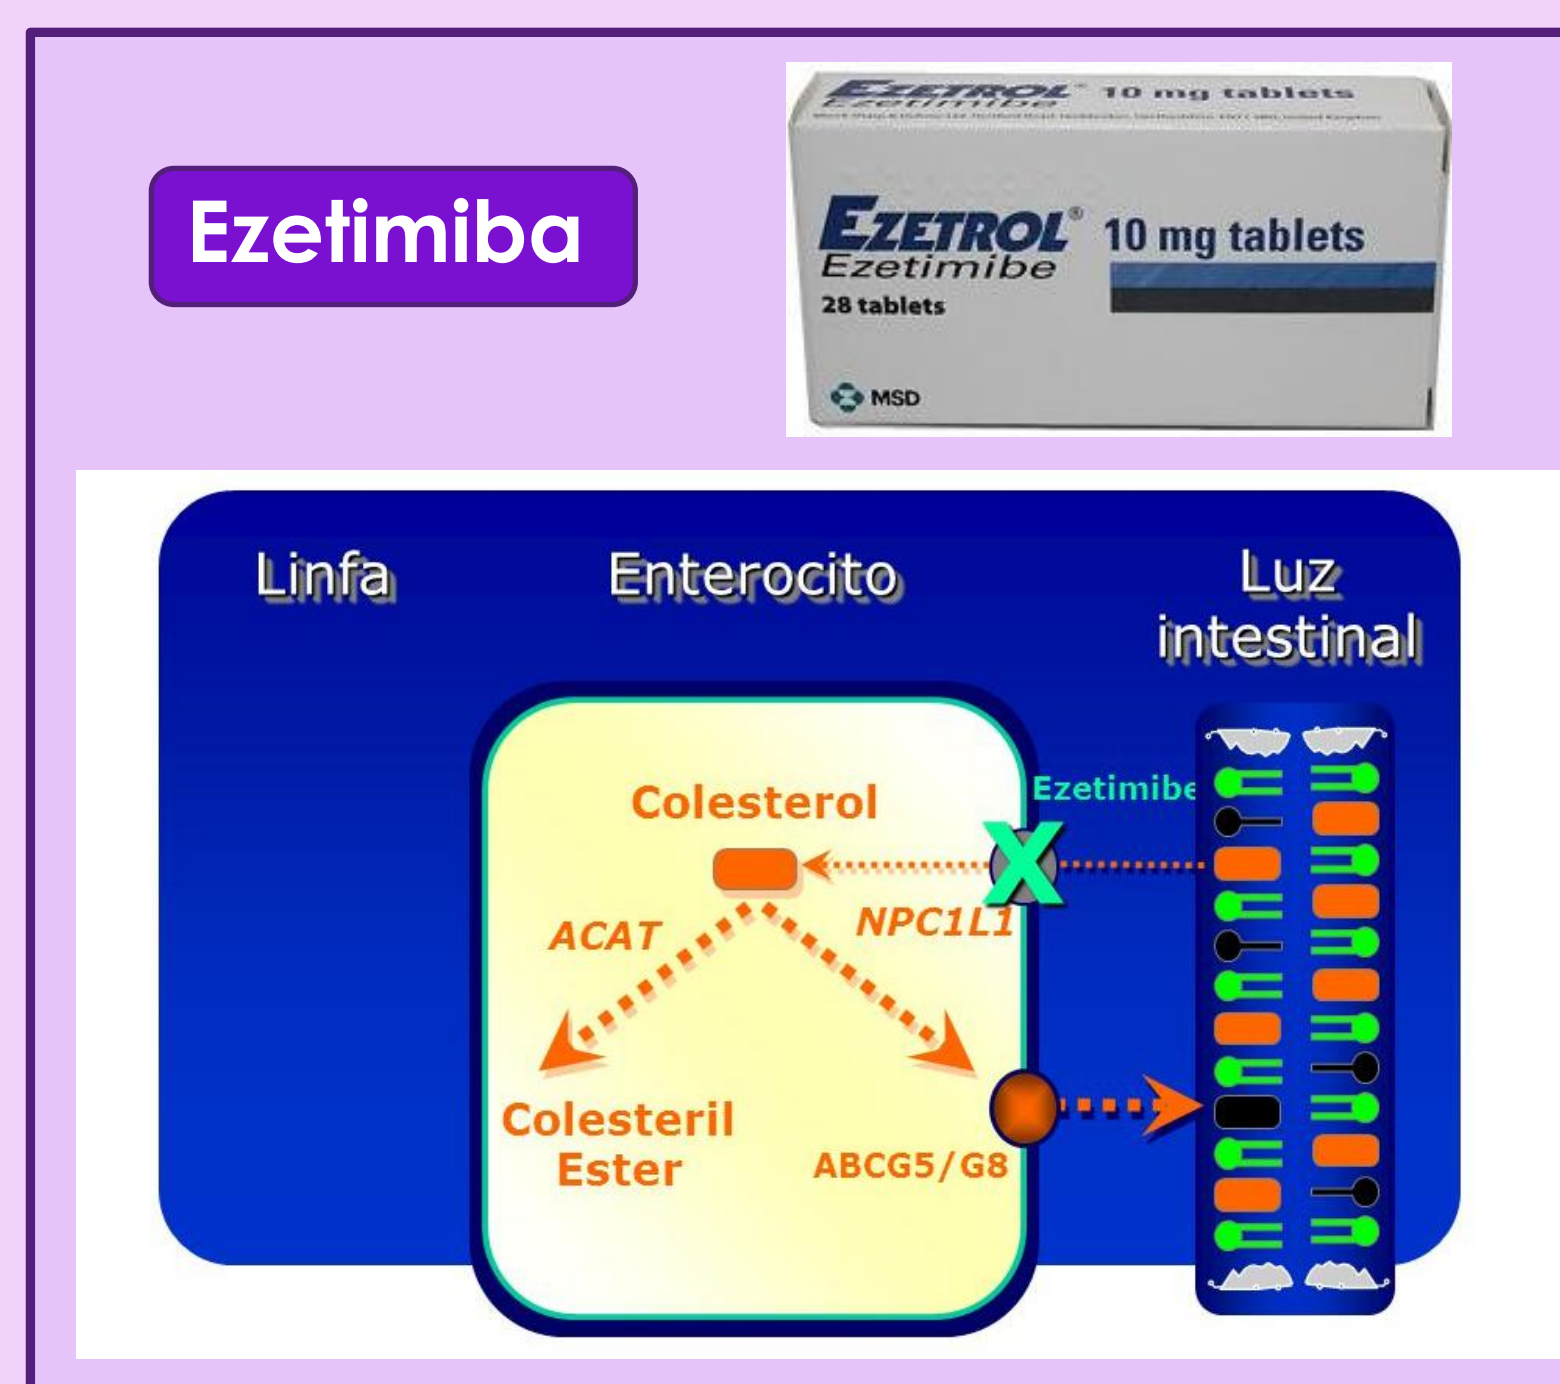 Ezetimiba
EZETROL® 10 mg tablets
Ezetimibe
EZETROL® 10 mg tablets
Ezetimibe
28 tablets
MSD
Linfa
Enterocito
Luz
intestinal
Ezetimibe
Colesterol
NPC1L1
ACAT
Colesteril
Ester
ABCG5/G8